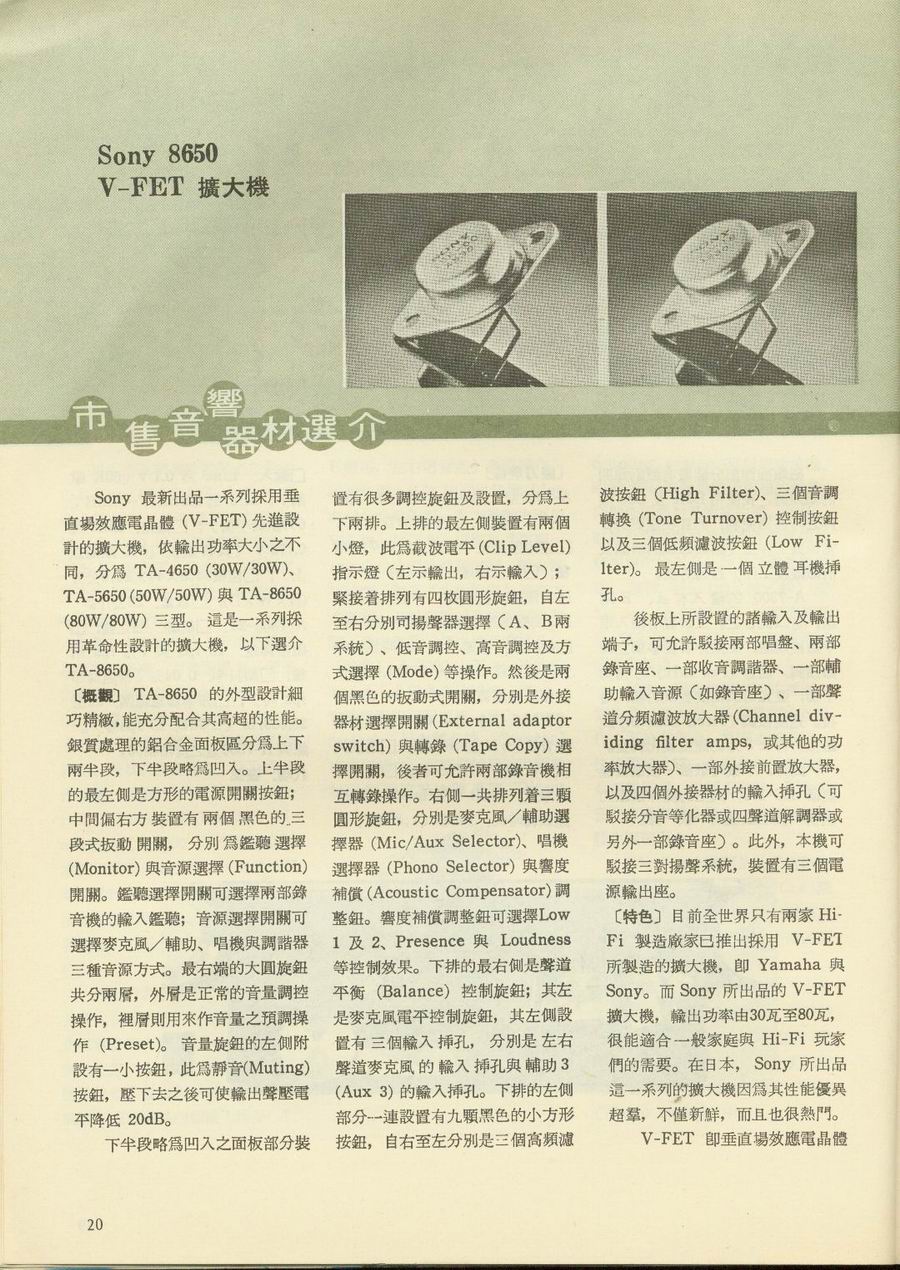 Sony 8650
V-FET 擴大機
市售音響器材選介
Sony 最新出品一系列採用垂
直場效應電晶體 (V-FET) 先進設
計的擴大機，依輸出功率大小之不
同，分爲 TA-4650 (30W/30W)、
TA-5650 (50W/50W) 與 TA-8650
(80W/80W) 三型。 這是一系列採
用革命性設計的擴大機，以下選介
TA-8650。
〔概觀〕 TA-8650 的外型設計細
巧精緻，能充分配合其高超的性能。
銀質處理的鋁合金面板區分爲上下
兩半段，下半段略爲凹入。上半段
的最左側是方形的電源開關按鈕；
中間偏右方 裝置有 兩個 黑色的 三
段式扳動 開關， 分別 爲 鑑聽 選擇
(Monitor) 與音源選擇 (Function)
開關。鑑聽選擇開關可選擇兩部錄
音機的輸入鑑聽；音源選擇開關可
選擇麥克風／輔助、唱機與調諧器
三種音源方式。最右端的大圓旋鈕
共分兩層，外層是正常的音量調控
操作，裡層則用來作音量之預調操
作 (Preset)。 音量旋鈕的左側附
設有一小按鈕，此爲靜音(Muting)
按鈕，壓下去之後可使輸出聲壓電
平降低 20dB。
下半段略爲凹入之面板部分裝
置有很多調控旋鈕及設置，分爲上
下兩排。上排的最左側裝置有兩個
小燈，此爲截波電平 (Clip Level)
指示燈（左示輸出，右示輸入）；
緊接着排列有四枚圓形旋鈕，自左
至右分別可揚聲器選擇（A、B兩
系統）、低音調控、高音調控及方
式選擇 (Mode) 等操作。然後是兩
個黑色的扳動式開關，分別是外接
器材選擇開關 (External adaptor
switch) 與轉錄 (Tape Copy) 選
擇開關，後者可允許兩部錄音機相
互轉錄操作。右側一共排列着三顆
圓形旋鈕，分別是麥克風／輔助選
擇器 (Mic/Aux Selector)、唱機
選擇器 (Phono Selector) 與響度
補償 (Acoustic Compensator) 調
整鈕。響度補償調整鈕可選擇Low
1 及 2、Presence 與 Loudness
等控制效果。下排的最右側是聲道
平衡 (Balance) 控制旋鈕；其左
是麥克風電平控制旋鈕，其左側設
置有 三個輸入 揷孔， 分別是 左右
聲道麥克風 的 輸入 揷孔與 輔助 3
(Aux 3) 的輸入揷孔。下排的左側
部分一連設置有九顆黑色的小方形
按鈕，自右至左分別是三個高頻濾
波按鈕 (High Filter)、三個音調
轉換 (Tone Turnover) 控制按鈕
以及三個低頻濾波按鈕 (Low Fi-
lter)。 最左側是 一個 立體 耳機揷
孔。
後板上所設置的諸輸入及輸出
端子，可允許駁接兩部唱盤、兩部
錄音座、一部收音調諧器、一部輔
助輸入音源（如錄音座）、一部聲
道分頻濾波放大器(Channel div-
iding filter amps，或其他的功
率放大器)、一部外接前置放大器，
以及四個外接器材的輸入揷孔（可
駁接分音等化器或四聲道解調器或
另外一部錄音座）。此外，本機可
駁接三對揚聲系統，裝置有三個電
源輸出座。
〔特色〕目前全世界只有兩家 Hi-
Fi 製造廠家已推出採用 V-FET
所製造的擴大機，卽 Yamaha 與
Sony。而 Sony 所出品的 V-FET
擴大機，輸出功率由30瓦至80瓦，
很能適合一般家庭與 Hi-Fi 玩家
們的需要。在日本， Sony 所出品
這一系列的擴大機因爲其性能優異
超羣，不僅新鮮，而且也很熱門。
V-FET 卽垂直場效應電晶體
20